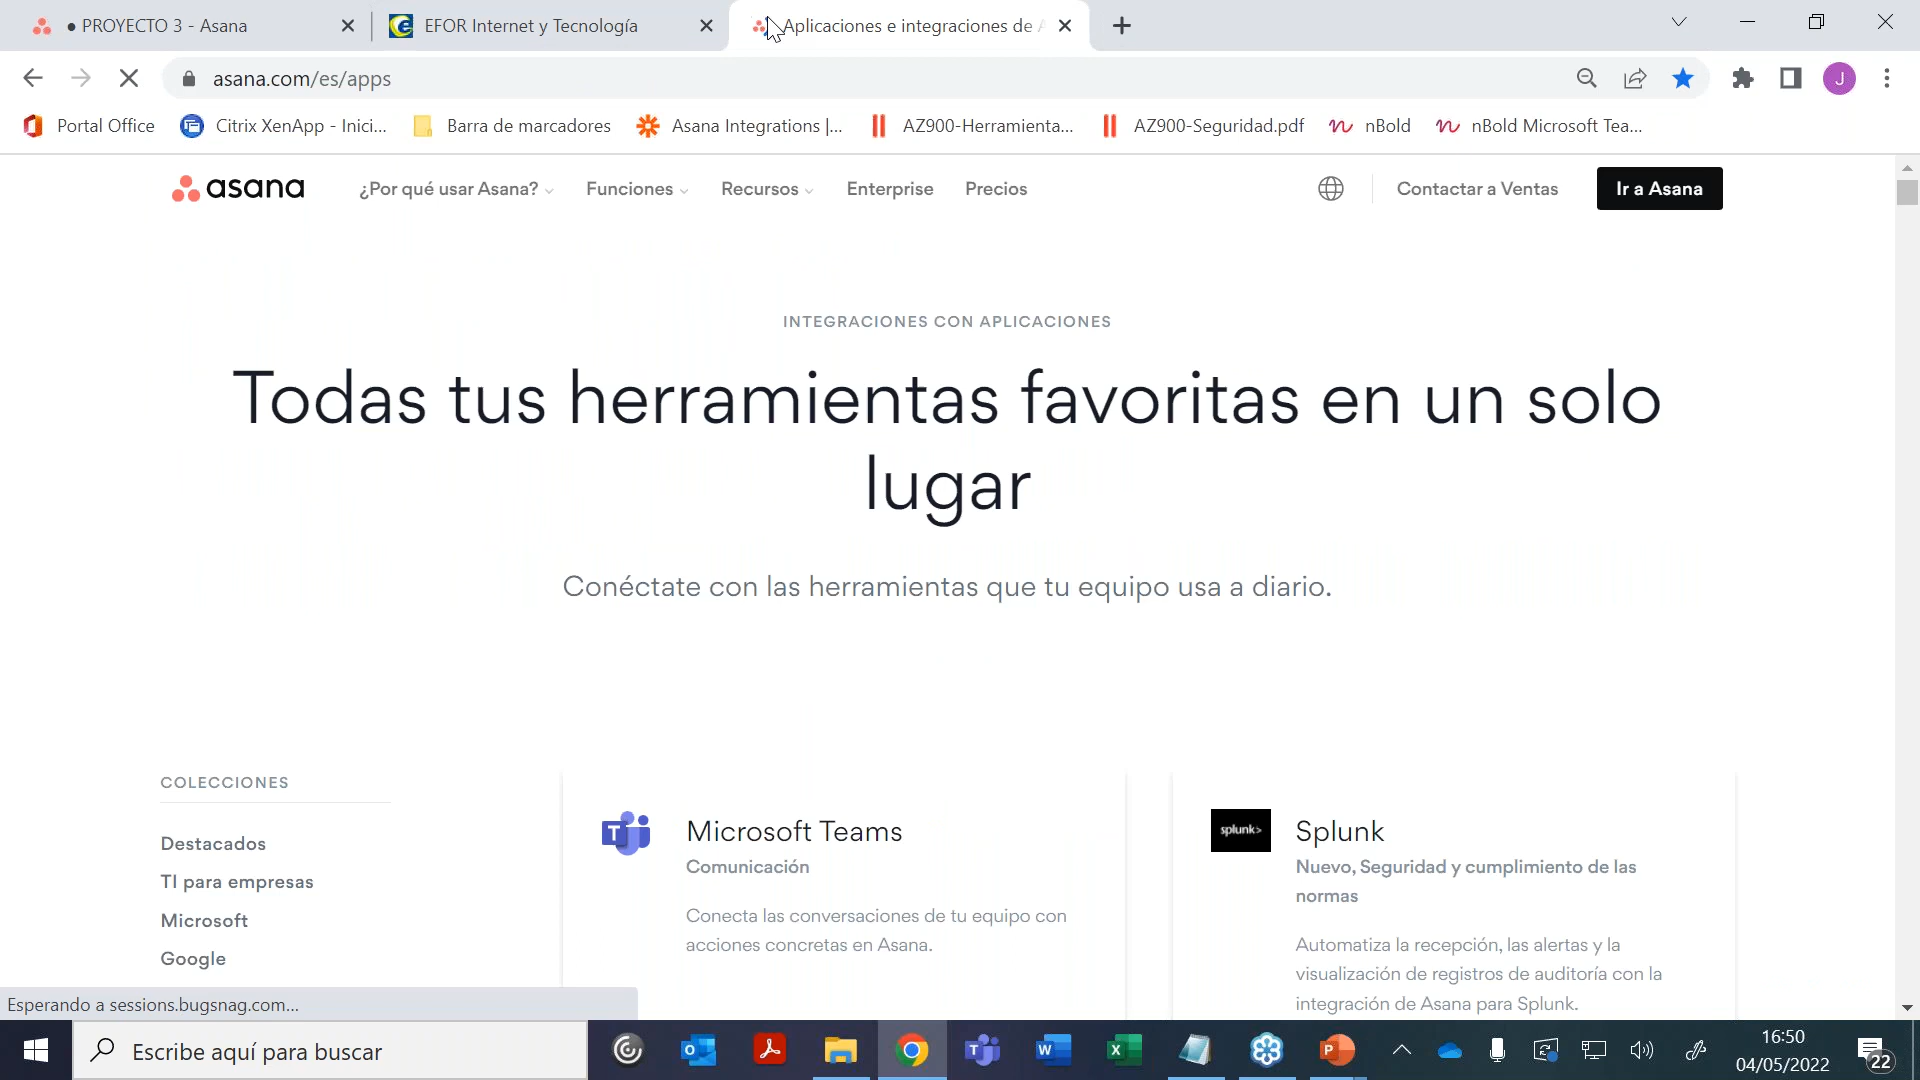 ● PROYECTO 3 - Asana
EFOR Internet y Tecnología
Aplicaciones e integraciones de A
asana.com/es/apps
J
Portal Office
Citrix XenApp - Inici...
Barra de marcadores
Asana Integrations |...
AZ900-Herramienta...
AZ900-Seguridad.pdf
nBold
nBold Microsoft Tea...
asana
¿Por qué usar Asana?
Funciones
Recursos
Enterprise
Precios
Contactar a Ventas
Ir a Asana
INTEGRACIONES CON APLICACIONES
Todas tus herramientas favoritas en un solo
lugar
Conéctate con las herramientas que tu equipo usa a diario.
COLECCIONES
Destacados
TI para empresas
Microsoft
Google
Microsoft Teams
Comunicación
Conecta las conversaciones de tu equipo con
acciones concretas en Asana.
splunk>
Splunk
Nuevo, Seguridad y cumplimiento de las
normas
Automatiza la recepción, las alertas y la
visualización de registros de auditoría con la
integración de Asana para Splunk.
Esperando a sessions.bugsnag.com...
Escribe aquí para buscar
16:50
04/05/2022
22